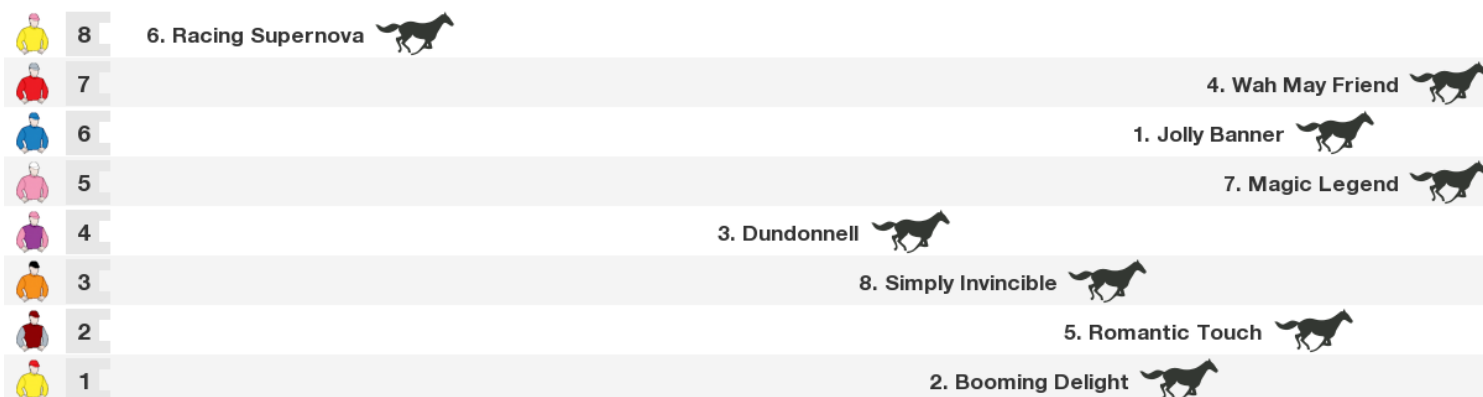 8 6. Racing Supernova
7 4. Wah May Friend
6 1. Jolly Banner
5 7. Magic Legend
4 3. Dundonnell
3 8. Simply Invincible
2 5. Romantic Touch
1 2. Booming Delight